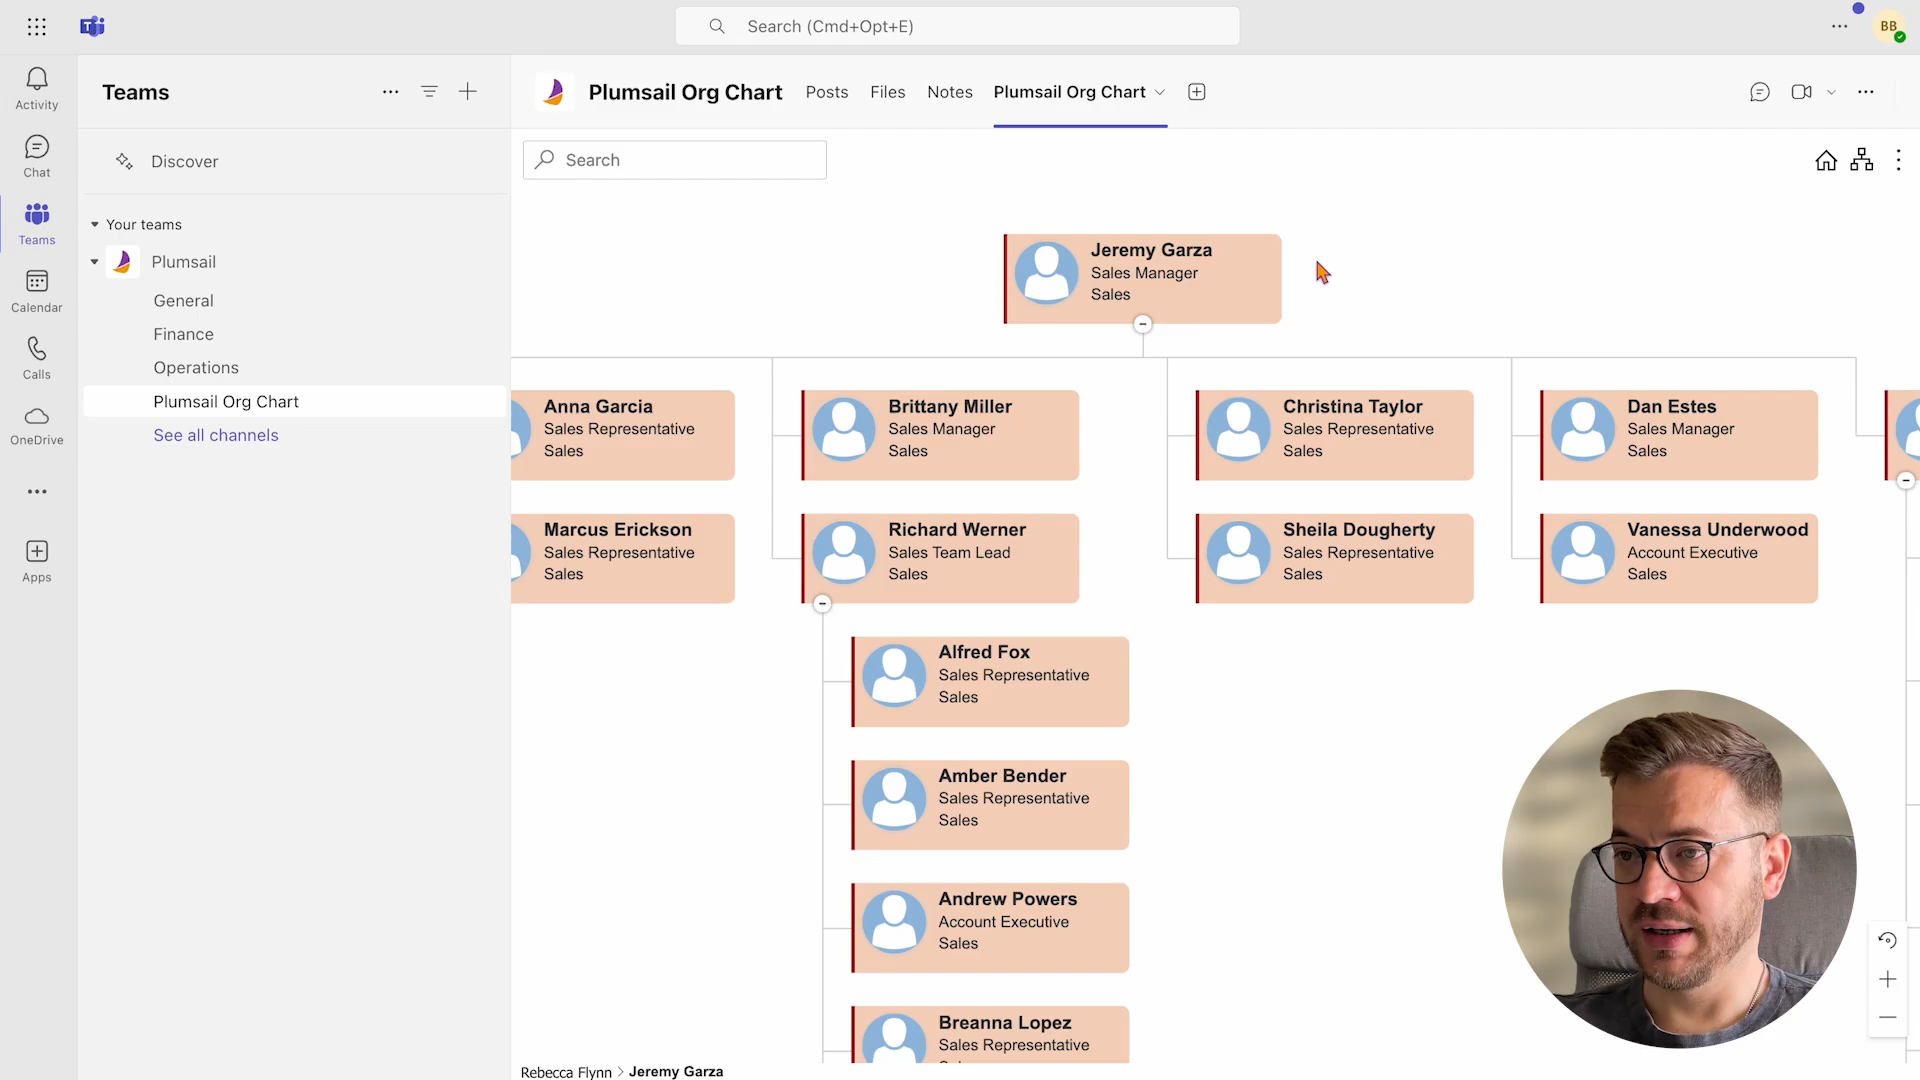 Search (Cmd+Opt+E)
BB
Activity
Chat
Teams
Calendar
Calls
OneDrive
Apps
Teams
Discover
Your teams
Plumsail
General
Finance
Operations
Plumsail Org Chart
See all channels
Plumsail Org Chart Posts Files Notes Plumsail Org Chart
Search
Jeremy Garza
Sales Manager
Sales
Anna Garcia
Sales Representative
Sales
Brittany Miller
Sales Manager
Sales
Christina Taylor
Sales Representative
Sales
Dan Estes
Sales Manager
Sales
Marcus Erickson
Sales Representative
Sales
Richard Werner
Sales Team Lead
Sales
Sheila Dougherty
Sales Representative
Sales
Vanessa Underwood
Account Executive
Sales
Alfred Fox
Sales Representative
Sales
Amber Bender
Sales Representative
Sales
Andrew Powers
Account Executive
Sales
Breanna Lopez
Sales Representative
Rebecca Flynn > Jeremy Garza